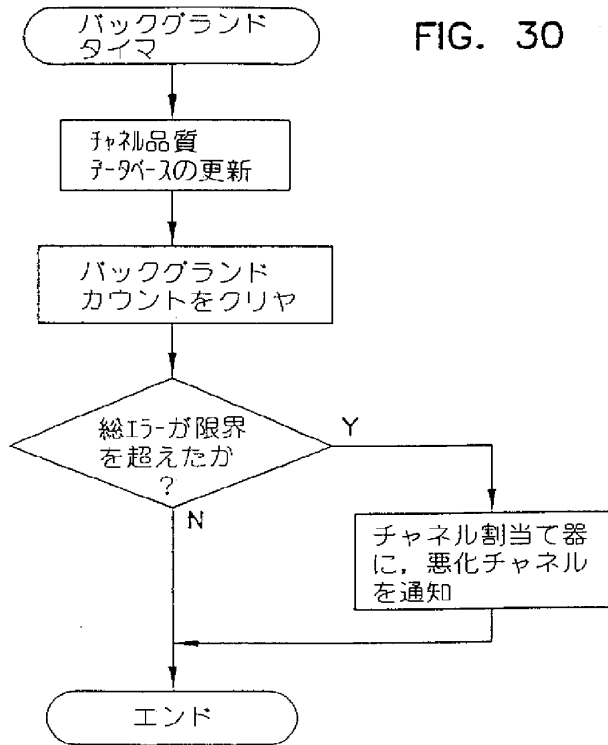 FIG. 30
バックグランド
タイマ
チャネル品質
データベースの更新
バックグランド
カウントをクリヤ
総エラーが限界
を超えたか
?
Y
N
チャネル割当て器
に，悪化チャネル
を通知
エンド